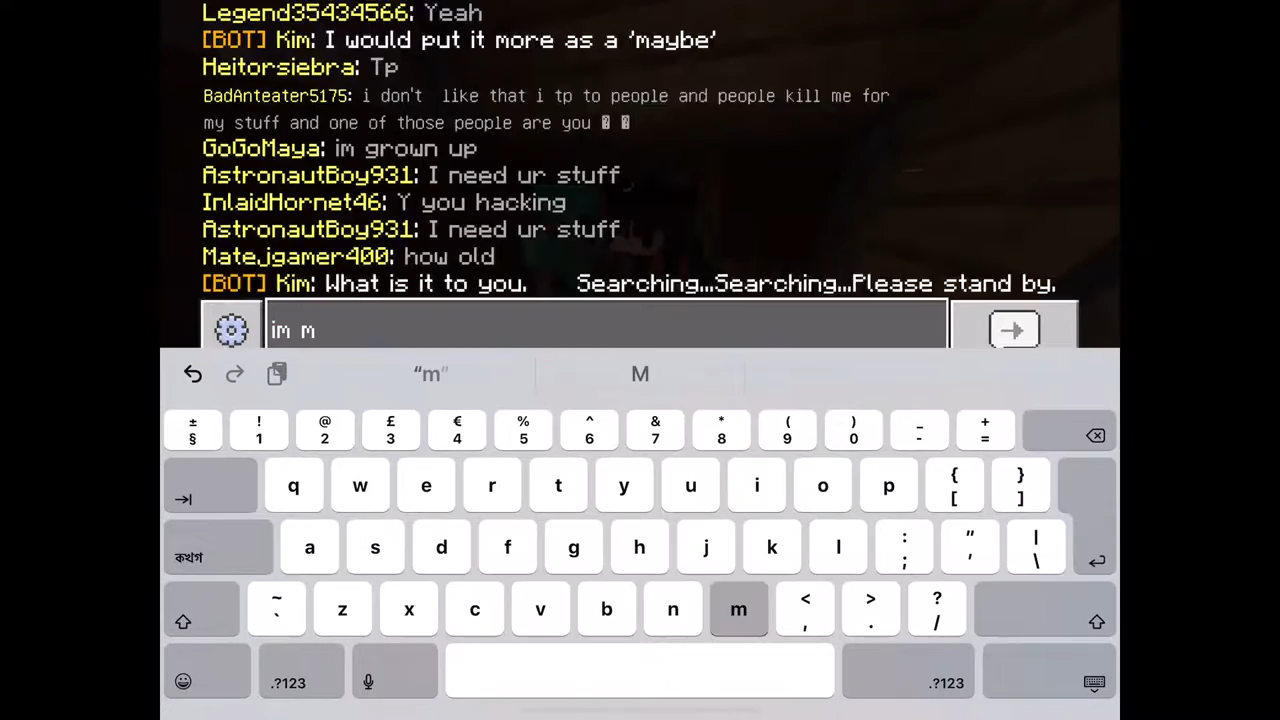 Legend35434566: Yeah
[BOT] Kim: I would put it more as a 'maybe'
Heitorsiebra: Tp
BadAnteater5175: i don't  like that i tp to people and people kill me for
my stuff and one of those people are you
GoGoMaya: im grown up
AstronautBoy931: I need ur stuff
InlaidHornet46: Y you hacking
AstronautBoy931: I need ur stuff
Matejgamer400: how old
[BOT] Kim: What is it to you.    Searching...Searching...Please stand by.
im m
“m” M
± ! @ £ € % ^ & * ( ) _ +
§ 1 2 3 4 5 6 7 8 9 0 - =
q w e r t y u i o p { }
[ ]
কখগ a s d f g h j k l : " |
; ' \
~ z x c v b n m < > ?
` , . /
.?123 .?123